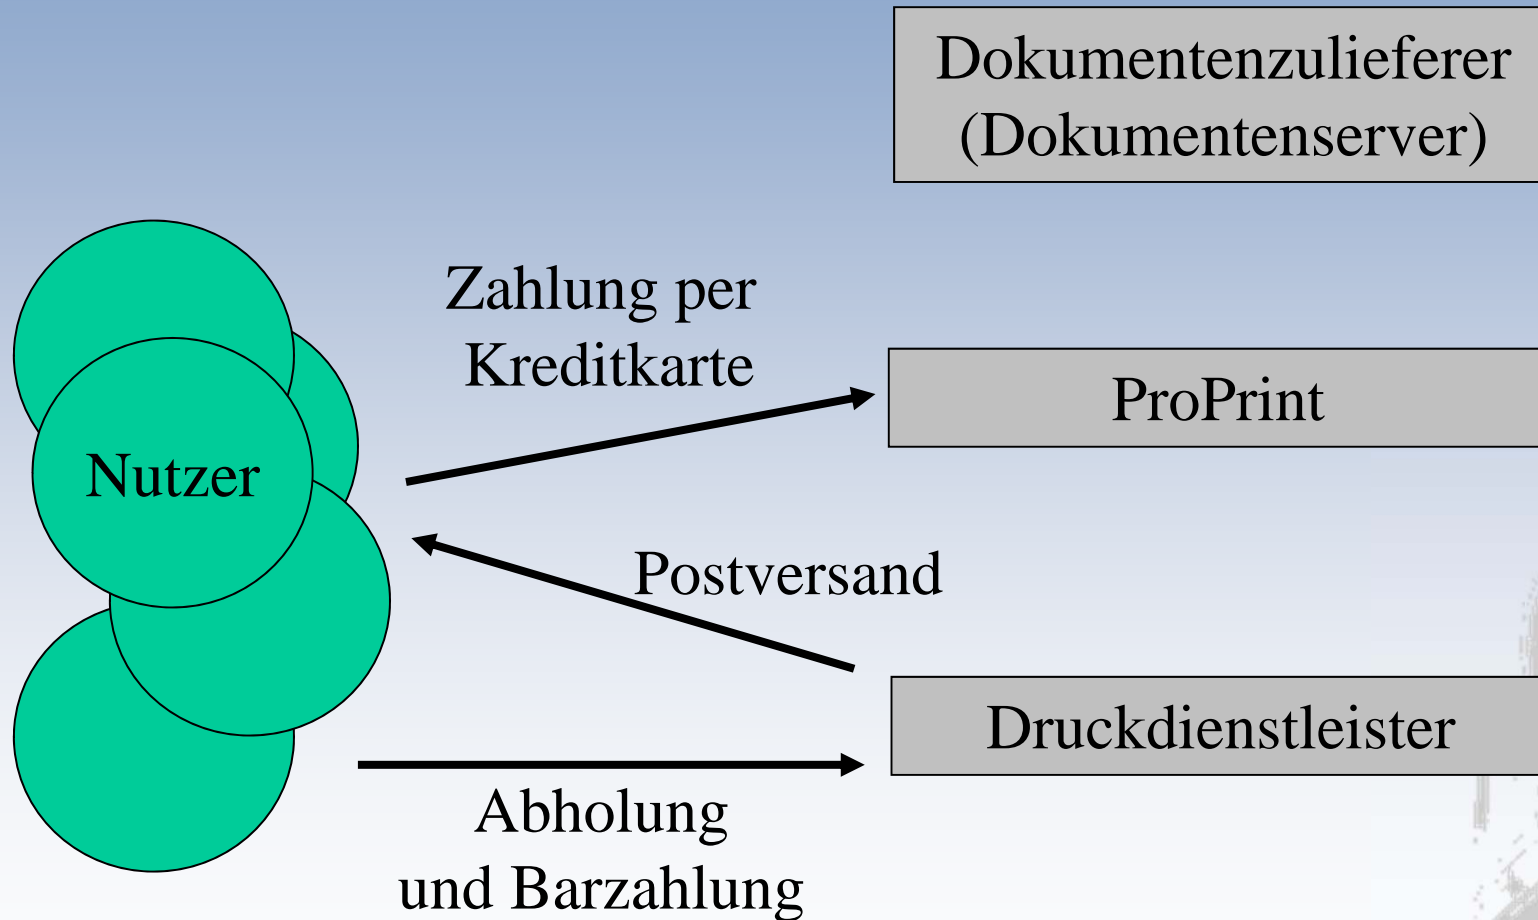 Dokumentenzulieferer
(Dokumentenserver)
Zahlung per
Kreditkarte
ProPrint
Nutzer
Postversand
Druckdienstleister
Abholung
und Barzahlung